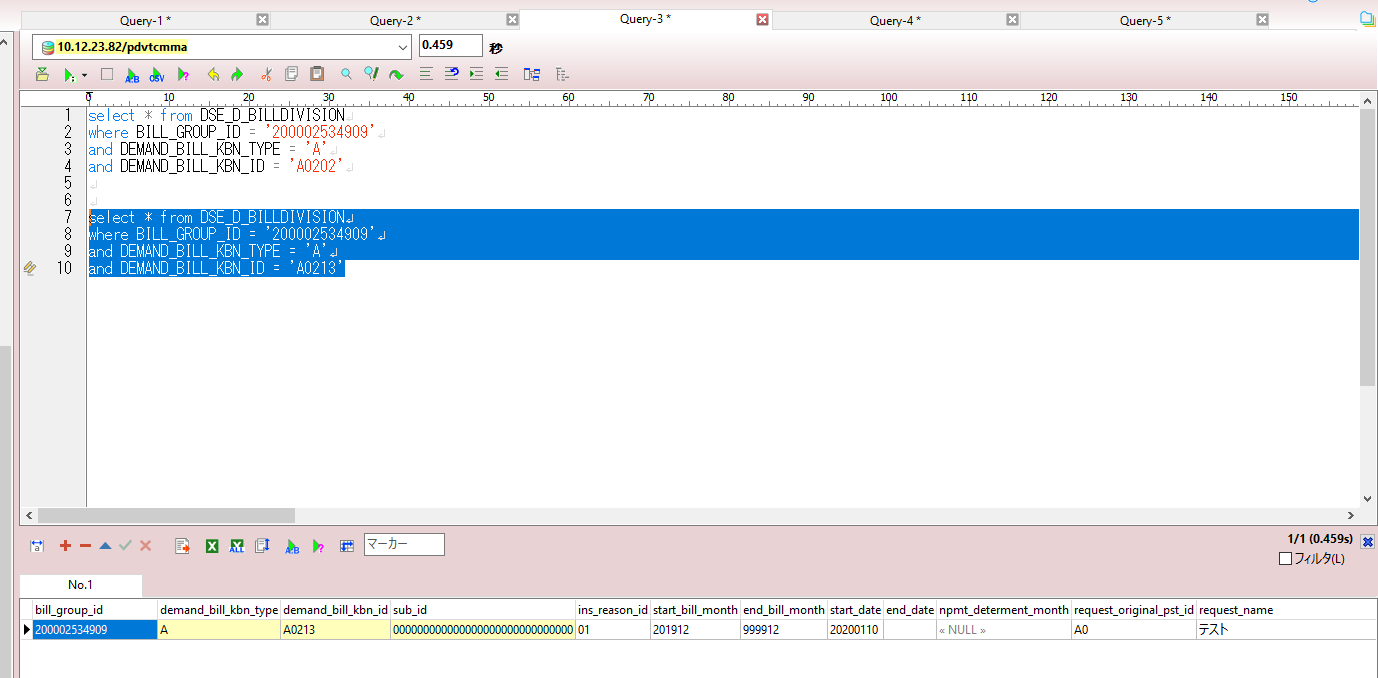 Query-1 * Query-2 * Query-3 * Query-4 * Query-5 *
10.12.23.82/pdvtcmma 0.459 秒
A:B CSV
0 10 20 30 40 50 60 70 80 90 100 110 120 130 140 150
1 select * from DSE_D_BILLDIVISION
2 where BILL_GROUP_ID = '200002534909'
3 and DEMAND_BILL_KBN_TYPE = 'A'
4 and DEMAND_BILL_KBN_ID = 'A0202'
5
6
7 select * from DSE_D_BILLDIVISION
8 where BILL_GROUP_ID = '200002534909'
9 and DEMAND_BILL_KBN_TYPE = 'A'
10 and DEMAND_BILL_KBN_ID = 'A0213'
ALL A:B マーカー 1/1 (0.459s)
フィルタ(L)
No.1
bill_group_id demand_bill_kbn_type demand_bill_kbn_id sub_id ins_reason_id start_bill_month end_bill_month start_date end_date npmt_determent_month request_original_pst_id request_name
200002534909 A A0213 01 201912 999912 20200110 « NULL » A0 テスト